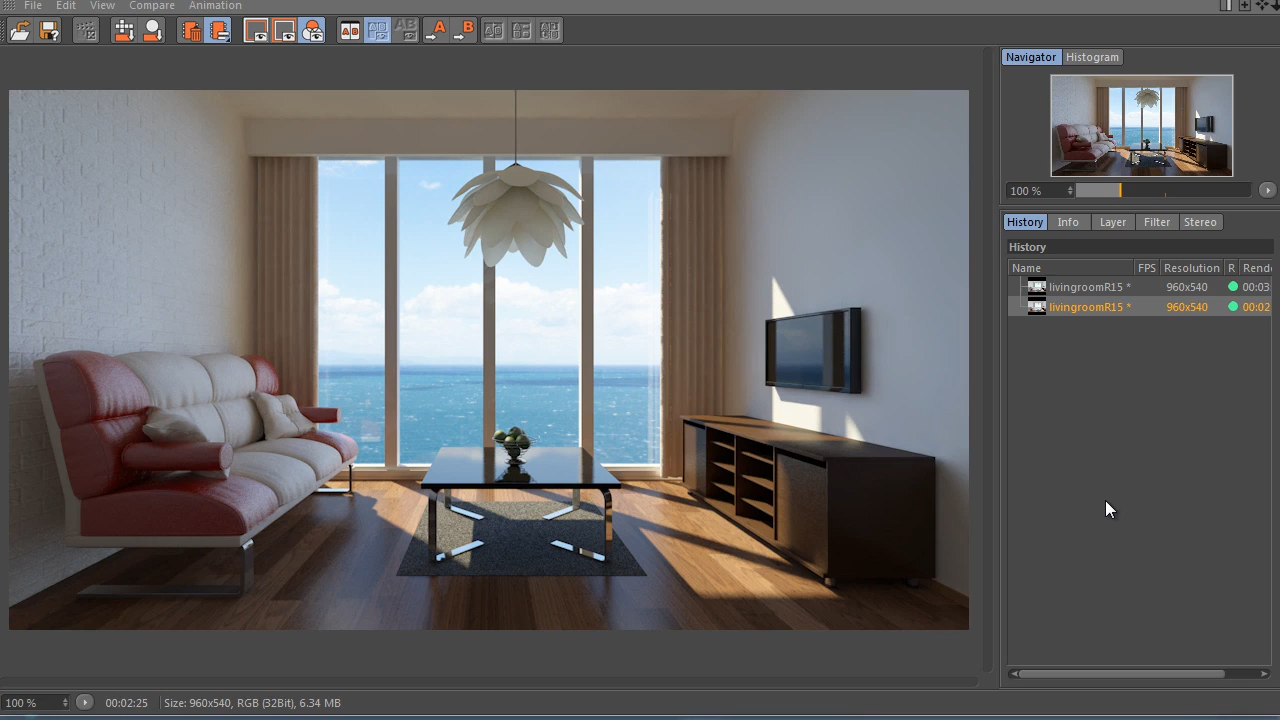 File Edit View Compare Animation
A B
AB
A
B
Navigator Histogram
100 %
History Info Layer Filter Stereo
History
Name FPS Resolution R Rende
livingroomR15 * 960x540 00:03
livingroomR15 * 960x540 00:02
100 % 00:02:25 Size: 960x540, RGB (32Bit), 6.34 MB